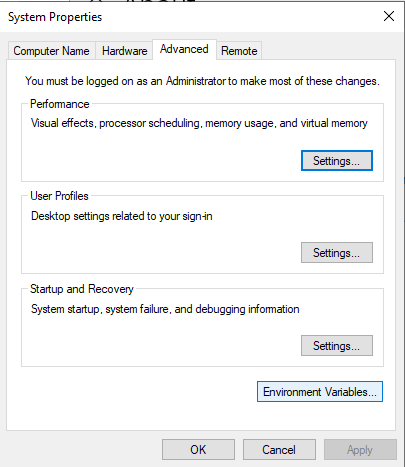 System Properties
Computer Name
Hardware
Advanced
Remote
You must be logged on as an Administrator to make most of these changes.
Performance
Visual effects, processor scheduling, memory usage, and virtual memory
Settings...
User Profiles
Desktop settings related to your sign-in
Settings...
Startup and Recovery
System startup, system failure, and debugging information
Settings...
Environment Variables...
OK
Cancel
Apply